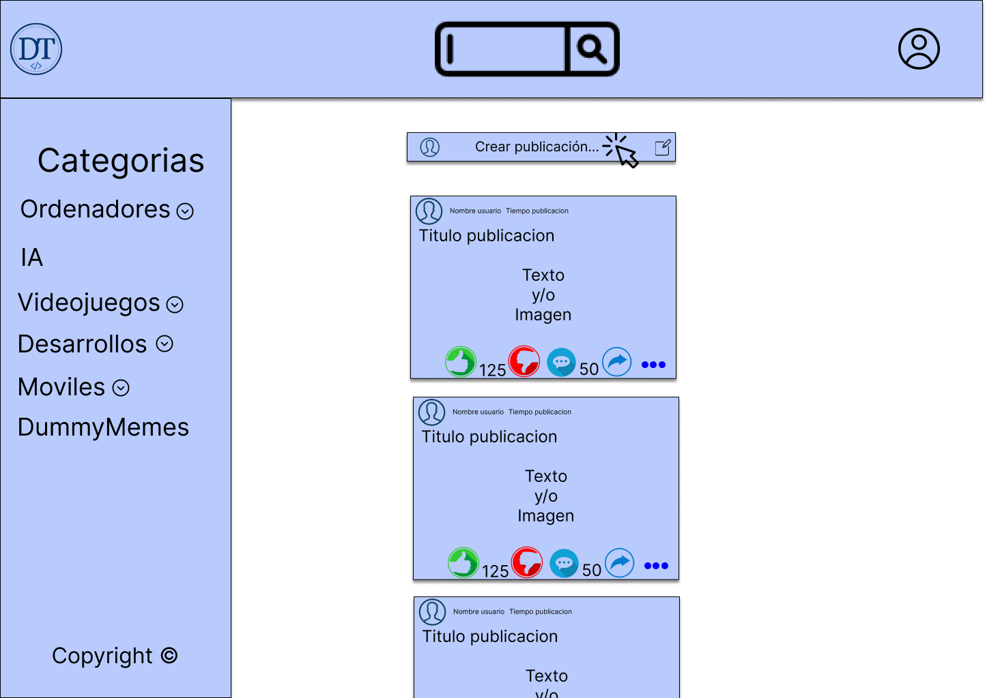 DT
</>
Categorias
Ordenadores
IA
Videojuegos
Desarrollos
Moviles
DummyMemes
Copyright ©
Crear publicación...
Nombre usuario Tiempo publicacion
Titulo publicacion
Texto
y/o
Imagen
125 50
Nombre usuario Tiempo publicacion
Titulo publicacion
Texto
y/o
Imagen
125 50
Nombre usuario Tiempo publicacion
Titulo publicacion
Texto
y/o